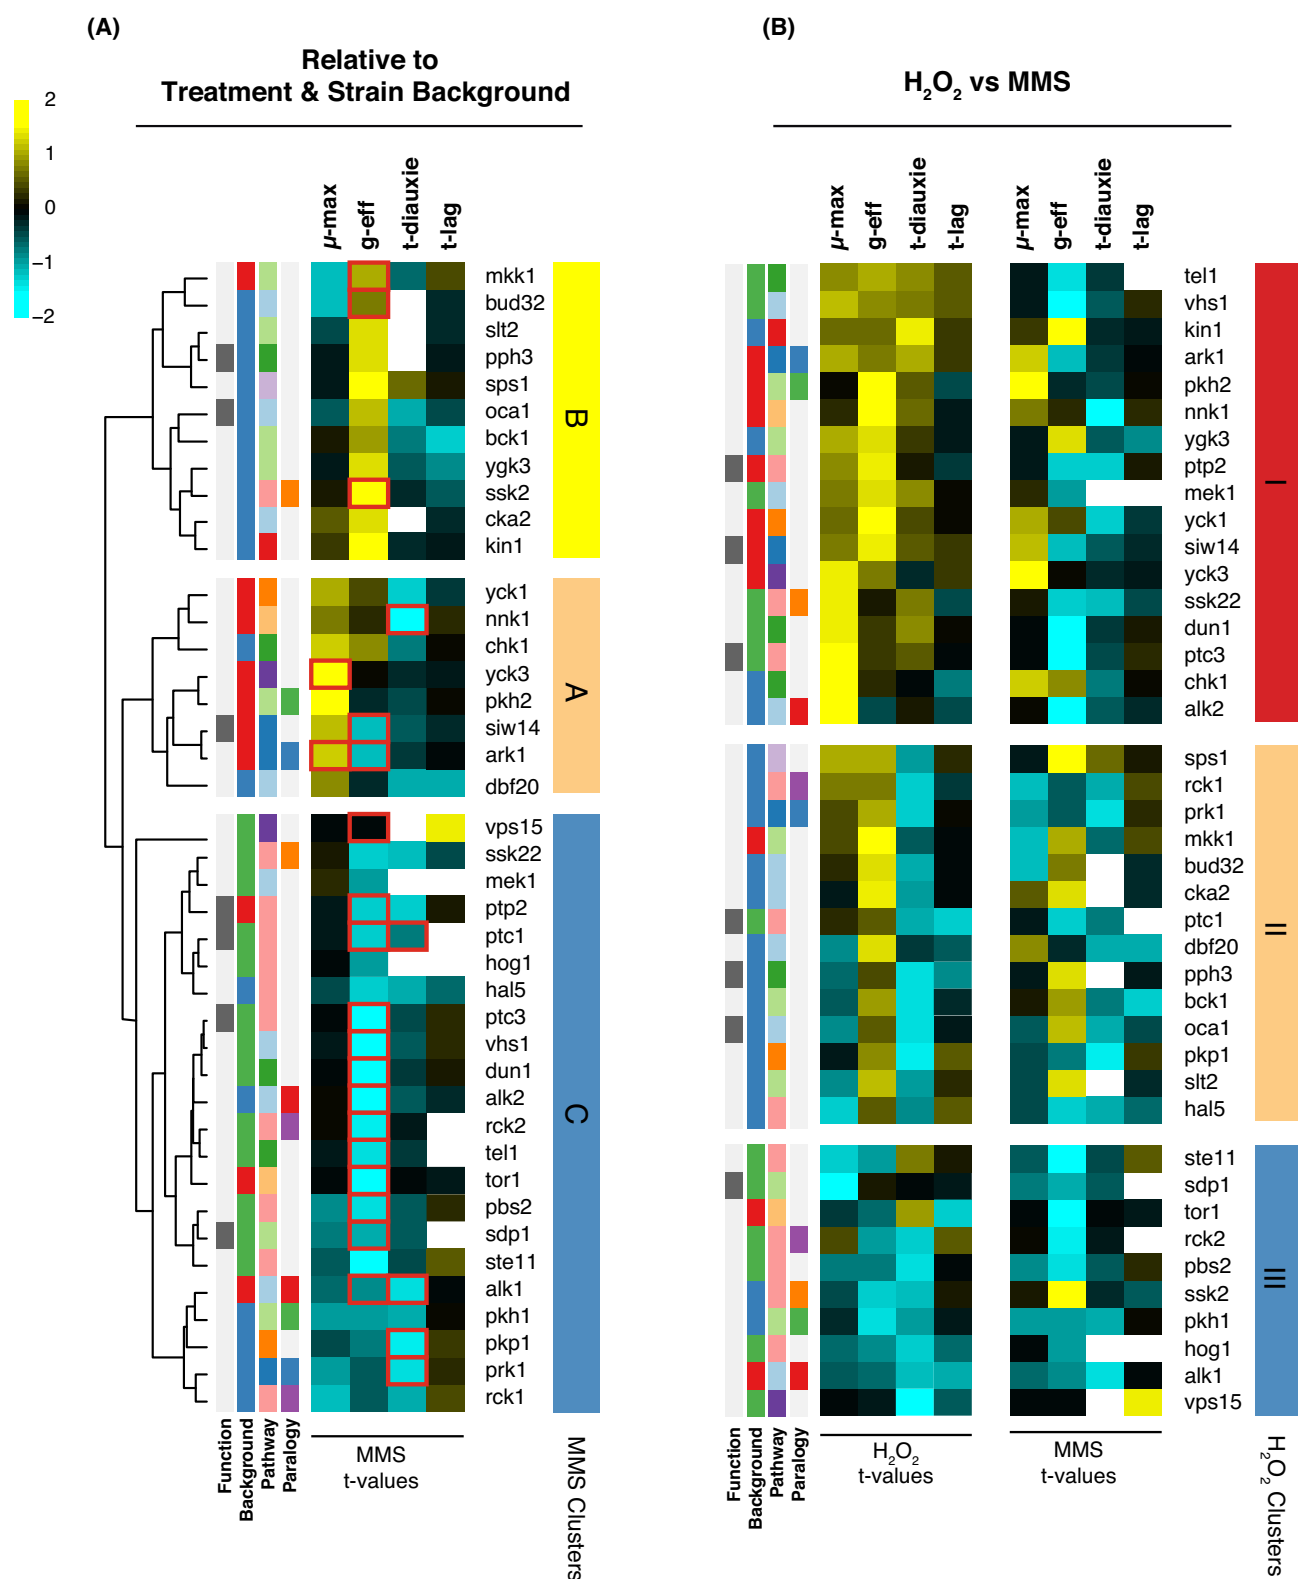 (A)
Relative to
Treatment & Strain Background
2
1
0
−1
−2
μ-max
g-eff
t-diauxie
t-lag
mkk1
bud32
slt2
pph3
sps1
oca1
bck1
ygk3
ssk2
cka2
kin1
B
yck1
nnk1
chk1
yck3
pkh2
siw14
ark1
dbf20
A
vps15
ssk22
mek1
ptp2
ptc1
hog1
hal5
ptc3
vhs1
dun1
alk2
rck2
tel1
tor1
pbs2
sdp1
ste11
alk1
pkh1
pkp1
prk1
rck1
C
Function
Background
Pathway
Paralogy
MMS
t-values
MMS Clusters
(B)
H₂O₂ vs MMS
μ-max
g-eff
t-diauxie
t-lag
μ-max
g-eff
t-diauxie
t-lag
tel1
vhs1
kin1
ark1
pkh2
nnk1
ygk3
ptp2
mek1
yck1
siw14
yck3
ssk22
dun1
ptc3
chk1
alk2
I
sps1
rck1
prk1
mkk1
bud32
cka2
ptc1
dbf20
pph3
bck1
oca1
pkp1
slt2
hal5
II
ste11
sdp1
tor1
rck2
pbs2
ssk2
pkh1
hog1
alk1
vps15
III
Function
Background
Pathway
Paralogy
H₂O₂
t-values
MMS
t-values
H₂O₂ Clusters